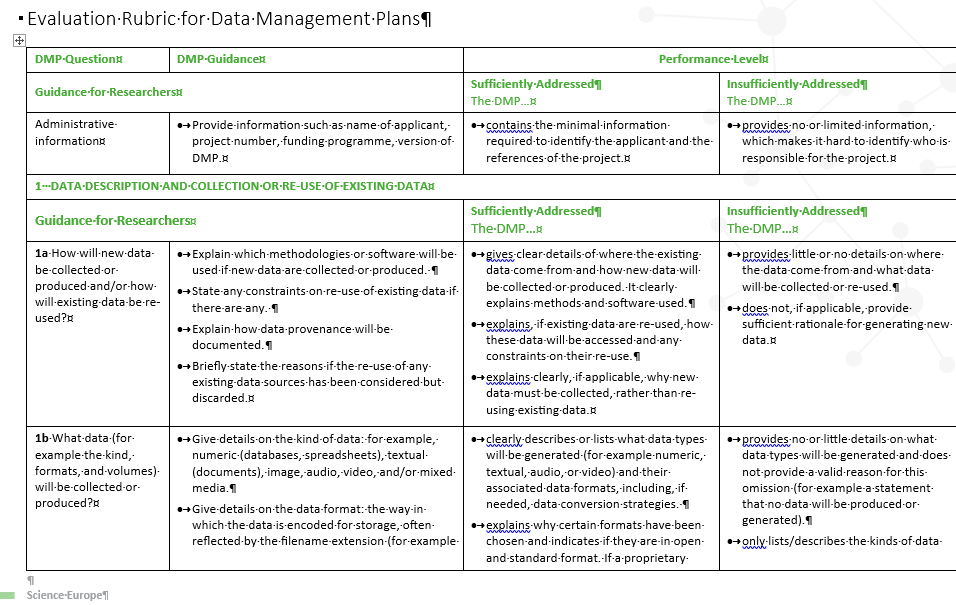 Evaluation Rubric for Data Management Plans¶
DMP Question¤
DMP Guidance¤
Performance Level¤
Guidance for Researchers¤
Sufficiently Addressed¶
The DMP…¤
Insufficiently Addressed¶
The DMP…¤
Administrative
information¤
Provide information such as name of applicant,
project number, funding programme, version of
DMP.¤
contains the minimal information
required to identify the applicant and the
references of the project.¤
provides no or limited information,
which makes it hard to identify who is
responsible for the project.¤
1 – DATA DESCRIPTION AND COLLECTION OR RE-USE OF EXISTING DATA¤
Guidance for Researchers¤
Sufficiently Addressed¶
The DMP…¤
Insufficiently Addressed¶
The DMP…¤
1a How will new data
be collected or
produced and/or how
will existing data be re-
used?¤
Explain which methodologies or software will be
used if new data are collected or produced. ¶
State any constraints on re-use of existing data if
there are any. ¶
Explain how data provenance will be
documented.¶
Briefly state the reasons if the re-use of any
existing data sources has been considered but
discarded.¤
gives clear details of where the existing
data come from and how new data will
be collected or produced. It clearly
explains methods and software used.¶
explains, if existing data are re-used, how
these data will be accessed and any
constraints on their re-use.¶
explains clearly, if applicable, why new
data must be collected, rather than re-
using existing data.¤
provides little or no details on where
the data come from and what data
will be collected or re-used.¶
does not, if applicable, provide
sufficient rationale for generating new
data.¤
1b What data (for
example the kind,
formats, and volumes)
will be collected or
produced?¤
Give details on the kind of data: for example,
numeric (databases, spreadsheets), textual
(documents), image, audio, video, and/or mixed
media.¶
Give details on the data format: the way in
which the data is encoded for storage, often
reflected by the filename extension (for example
clearly describes or lists what data types
will be generated (for example numeric,
textual, audio, or video) and their
associated data formats, including, if
needed, data conversion strategies. ¶
explains why certain formats have been
chosen and indicates if they are in open
and standard format. If a proprietary
provides no or little details on what
data types will be generated and does
not provide a valid reason for this
omission (for example a statement
that no data will be produced or
generated).¶
only lists/describes the kinds of data
¶
Science Europe¶